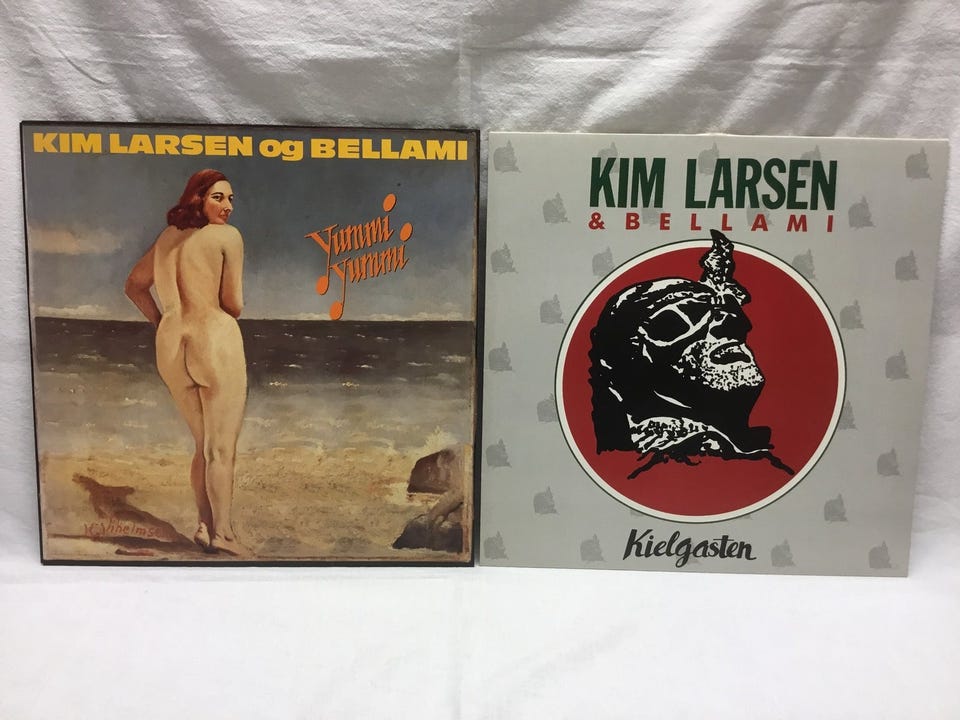 KIM LARSEN og BELLAMI
Yummi
Yummi
KIM LARSEN
& BELLAMI
Kielgasten